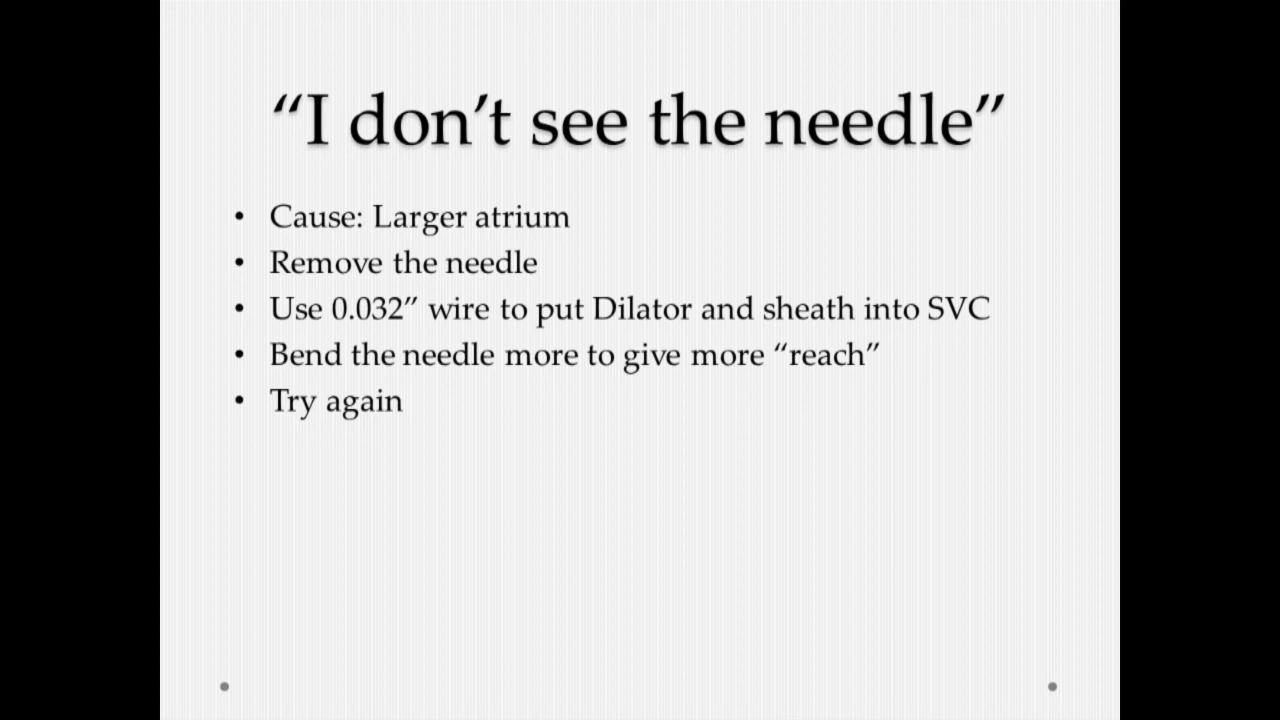 “I don’t see the needle”
• Cause: Larger atrium
• Remove the needle
• Use 0.032” wire to put Dilator and sheath into SVC
• Bend the needle more to give more “reach”
• Try again